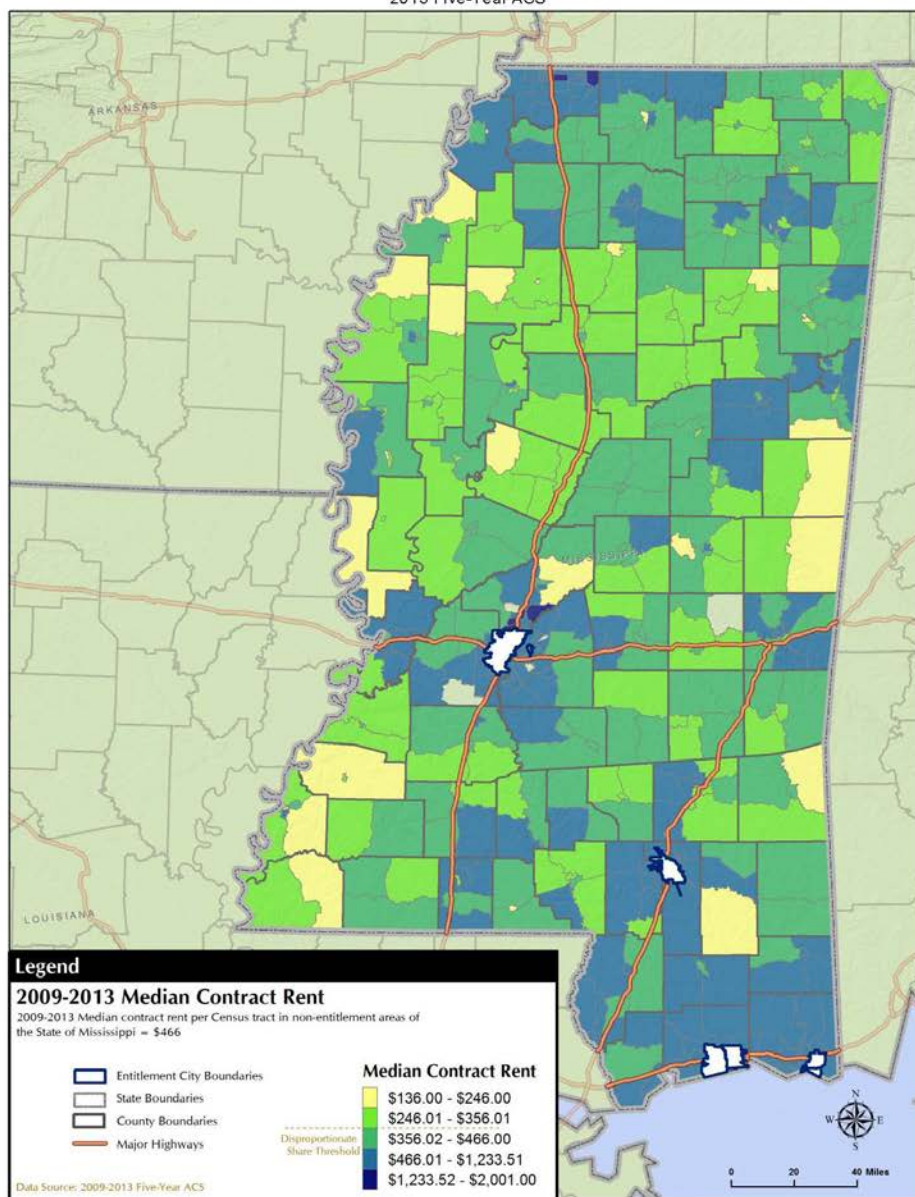 2013 Five-Year ACS
ARKANSAS
MISSISSIPPI
LOUISIANA
Legend
2009-2013 Median Contract Rent
2009-2013 Median contract rent per Census tract in non-entitlement areas of
the State of Mississippi = $466
Entitlement City Boundaries
State Boundaries
County Boundaries
Major Highways
Data Source: 2009-2013 Five-Year ACS
Median Contract Rent
$136.00 - $246.00
$246.01 - $356.01
Disproportionate
Share Threshold
$356.02 - $466.00
$466.01 - $1,233.51
$1,233.52 - $2,001.00
N
W E
S
0 20 40 Miles